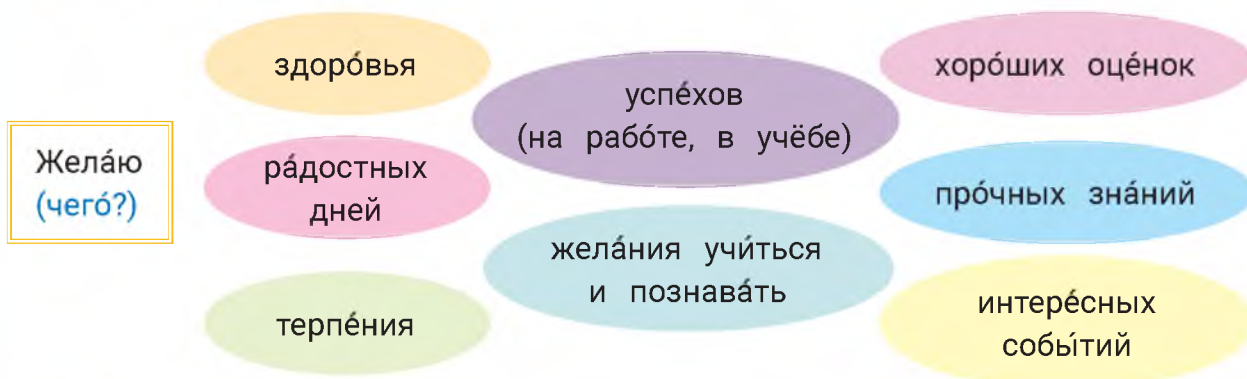 Жела́ю
(чего́?)
здоро́вья
ра́достных
дней
терпе́ния
успе́хов
(на рабо́те, в учёбе)
жела́ния учи́ться
и познава́ть
хоро́ших оце́нок
про́чных зна́ний
интере́сных
собы́тий